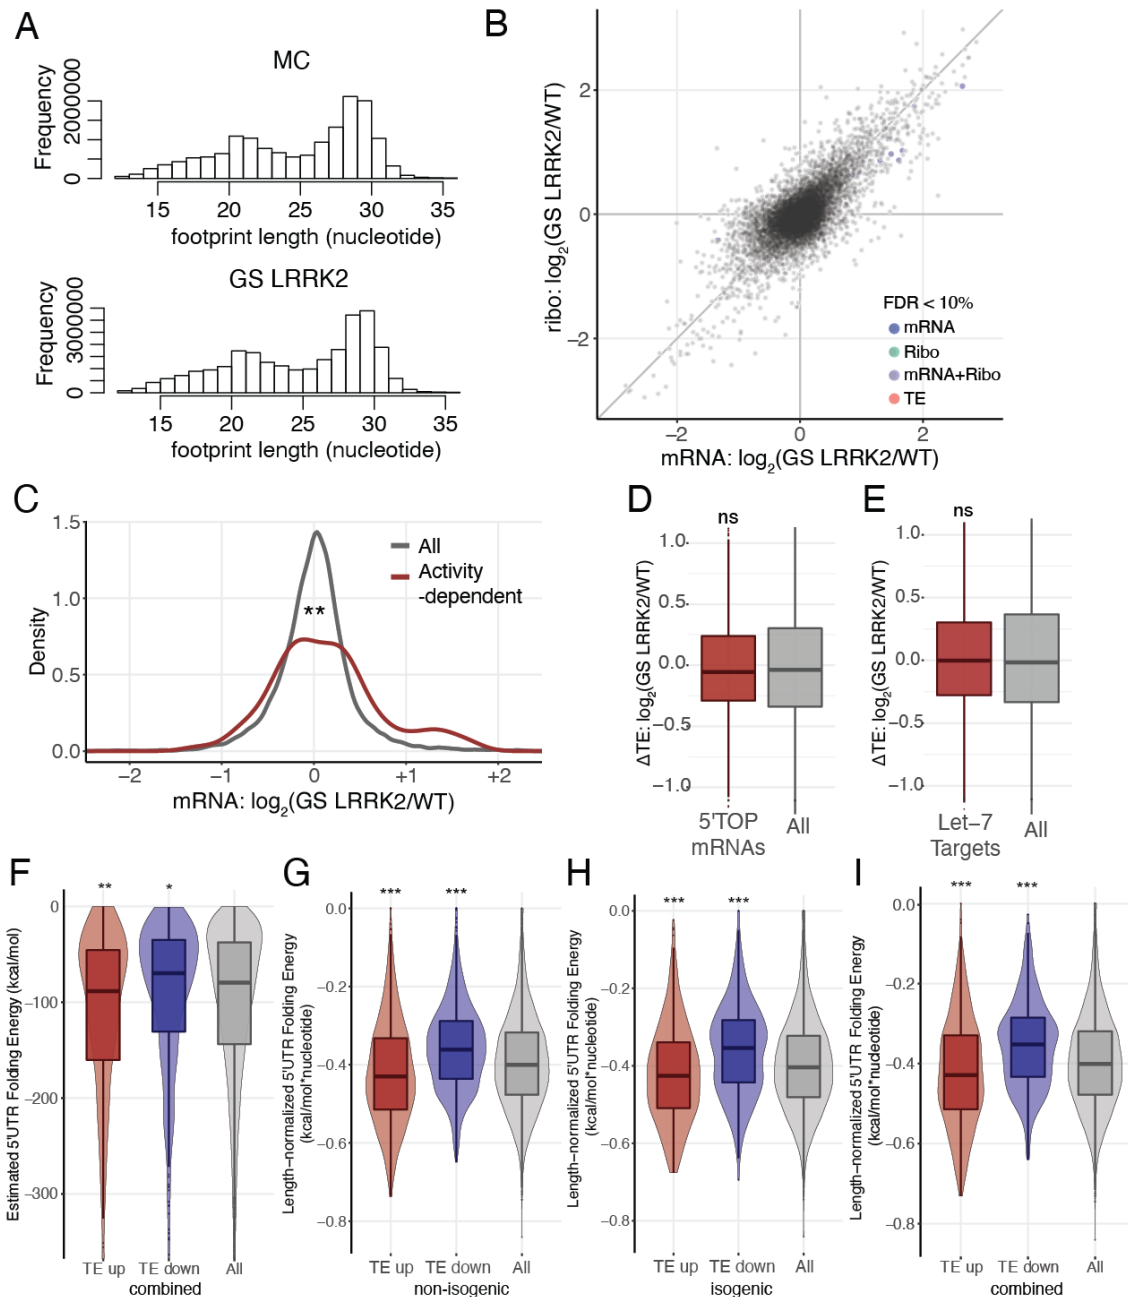 A
MC
Frequency
2000000
0
15 20 25 30 35
footprint length (nucleotide)
GS LRRK2
Frequency
3000000
0
15 20 25 30 35
footprint length (nucleotide)
B
ribo: log2(GS LRRK2/WT)
2
0
−2
FDR < 10%
mRNA
Ribo
mRNA+Ribo
TE
−2 0 2
mRNA: log2(GS LRRK2/WT)
C
Density
1.5
1.0
0.5
0.0
All
Activity
-dependent
**
−2 −1 0 +1 +2
mRNA: log2(GS LRRK2/WT)
D
ns
ΔTE: log2(GS LRRK2/WT)
1.0
0.5
0.0
−0.5
−1.0
5'TOP
mRNAs
All
E
ns
ΔTE: log2(GS LRRK2/WT)
1.0
0.5
0.0
−0.5
−1.0
Let−7
Targets
All
F
** *
Estimated 5'UTR Folding Energy (kcal/mol)
0
−100
−200
−300
TE up TE down All
combined
G
*** ***
Length−normalized 5'UTR Folding Energy
(kcal/mol*nucleotide)
0.0
−0.2
−0.4
−0.6
−0.8
TE up TE down All
non-isogenic
H
*** ***
Length−normalized 5'UTR Folding Energy
(kcal/mol*nucleotide)
0.0
−0.2
−0.4
−0.6
−0.8
TE up TE down All
isogenic
I
*** ***
Length−normalized 5'UTR Folding Energy
(kcal/mol*nucleotide)
0.0
−0.2
−0.4
−0.6
−0.8
TE up TE down All
combined